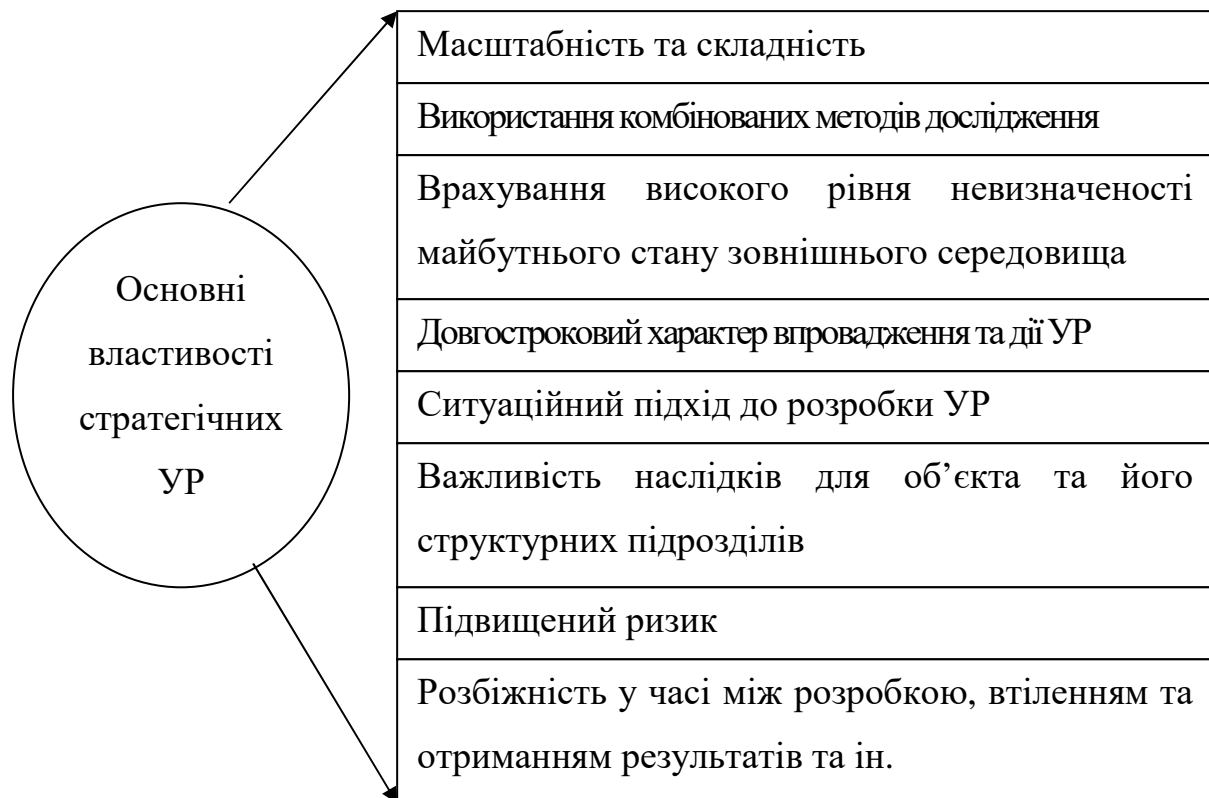 Основні
властивості
стратегічних
УР
Масштабність та складність
Використання комбінованих методів дослідження
Врахування високого рівня невизначеності
майбутнього стану зовнішнього середовища
Довгостроковий характер впровадження та дії УР
Ситуаційний підхід до розробки УР
Важливість наслідків для об’єкта та його
структурних підрозділів
Підвищений ризик
Розбіжність у часі між розробкою, втіленням та
отриманням результатів та ін.